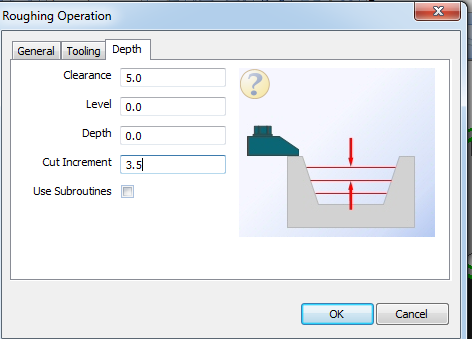 Roughing Operation
General Tooling Depth
Clearance 5.0
Level 0.0
Depth 0.0
Cut Increment 3.5
Use Subroutines
?
OK Cancel